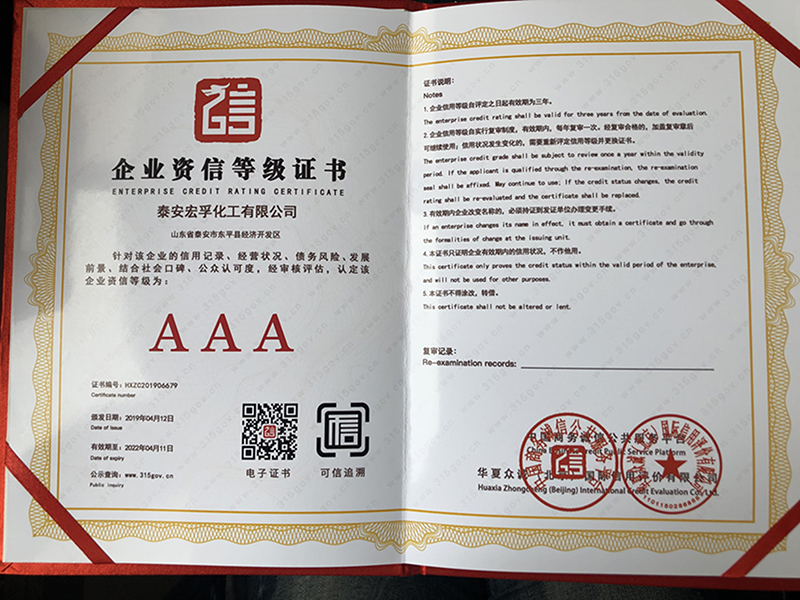 企业资信等级证书
ENTERPRISE CREDIT RATING CERTIFICATE
泰安宏孚化工有限公司
山东省泰安市东平县经济开发区
针对该企业的信用记录、经营状况、债务风险、发展
前景、结合社会口碑、公众认可度，经审核评估，认定该
企业资信等级为：
AAA
证书编号：HXZC201906679
Certificate number
颁发日期：2019年04月12日
Date of issue
有效期至：2022年04月11日
Date of expiry
公示查询：www.315gov.cn
Public inquiry
电子证书
可信追溯
证书说明：
Notes
1.企业信用等级自评定之日起有效期为三年。
The enterprise credit rating shall be valid for three years from the date of evaluation.
2.企业信用等级自实行复审制度，有效期内，每年复审一次，经复审合格的，加盖复审章后
可继续使用；信用状况发生变化的，需要重新评定信用等级并更换证书。
The enterprise credit grade shall be subject to review once a year within the validity
period. If the applicant is qualified through the re-examination, the re-examination
seal shall be affixed. May continue to use; If the credit status changes, the credit
rating shall be re-evaluated and the certificate shall be replaced.
3.有效期内企业改变名称的，必须持证到发证单位办理变更手续。
If an enterprise changes its name in effect, it must obtain a certificate and go through
the formalities of change at the issuing unit.
4.本证书只证明企业有效期内的信用状况，不作他用。
This certificate only proves the credit status within the valid period of the enterprise,
and will not be used for other purposes.
5.本证书不得涂改，转借。
This certificate shall not be altered or lent.
复审记录：
Re-examination records:
中国商务诚信公共服务平台
Credit Public Service Platform
华夏众诚（北京）国际信用评价有限公司
Huaxia Zhongcheng (Beijing) International Credit Evaluation Co., Ltd.